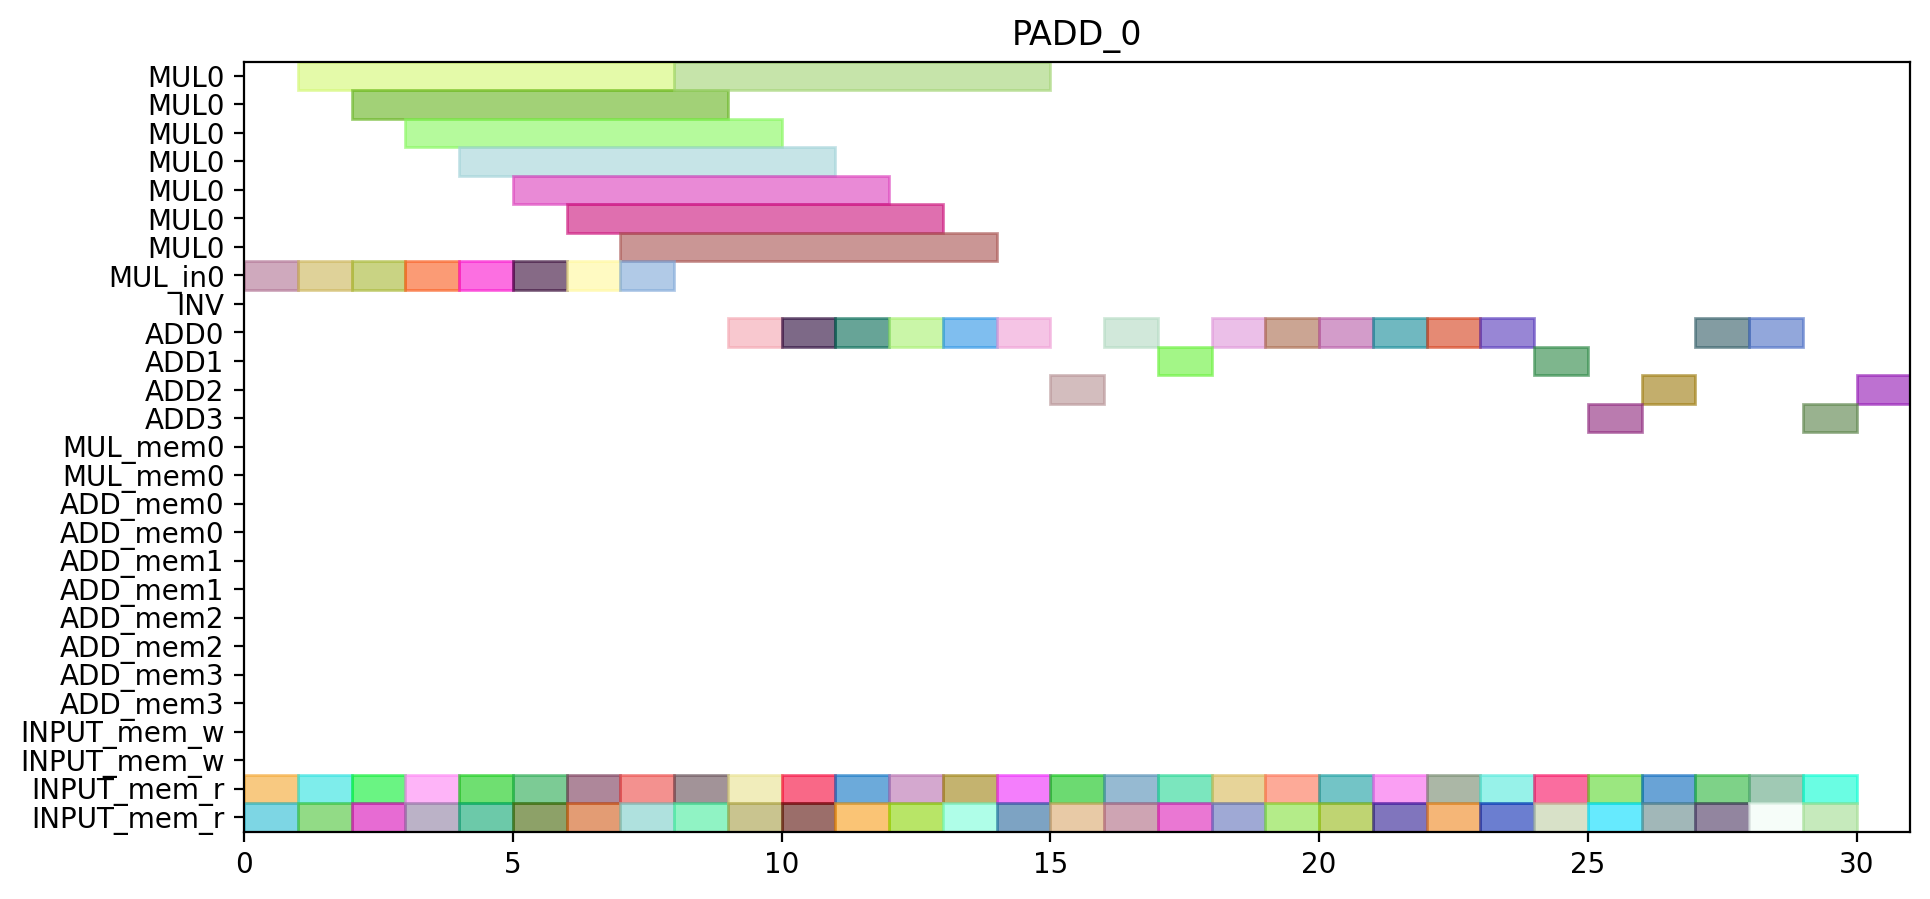 PADD_0
MUL0
MUL0
MUL0
MUL0
MUL0
MUL0
MUL0
MUL_in0
INV
ADD0
ADD1
ADD2
ADD3
MUL_mem0
MUL_mem0
ADD_mem0
ADD_mem0
ADD_mem1
ADD_mem1
ADD_mem2
ADD_mem2
ADD_mem3
ADD_mem3
INPUT_mem_w
INPUT_mem_w
INPUT_mem_r
INPUT_mem_r
0 5 10 15 20 25 30